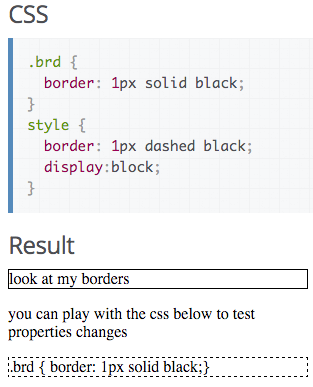 CSS
.brd {
border: 1px solid black;
}
style {
border: 1px dashed black;
display:block;
}
Result
look at my borders
you can play with the css below to test
properties changes
.brd { border: 1px solid black;}